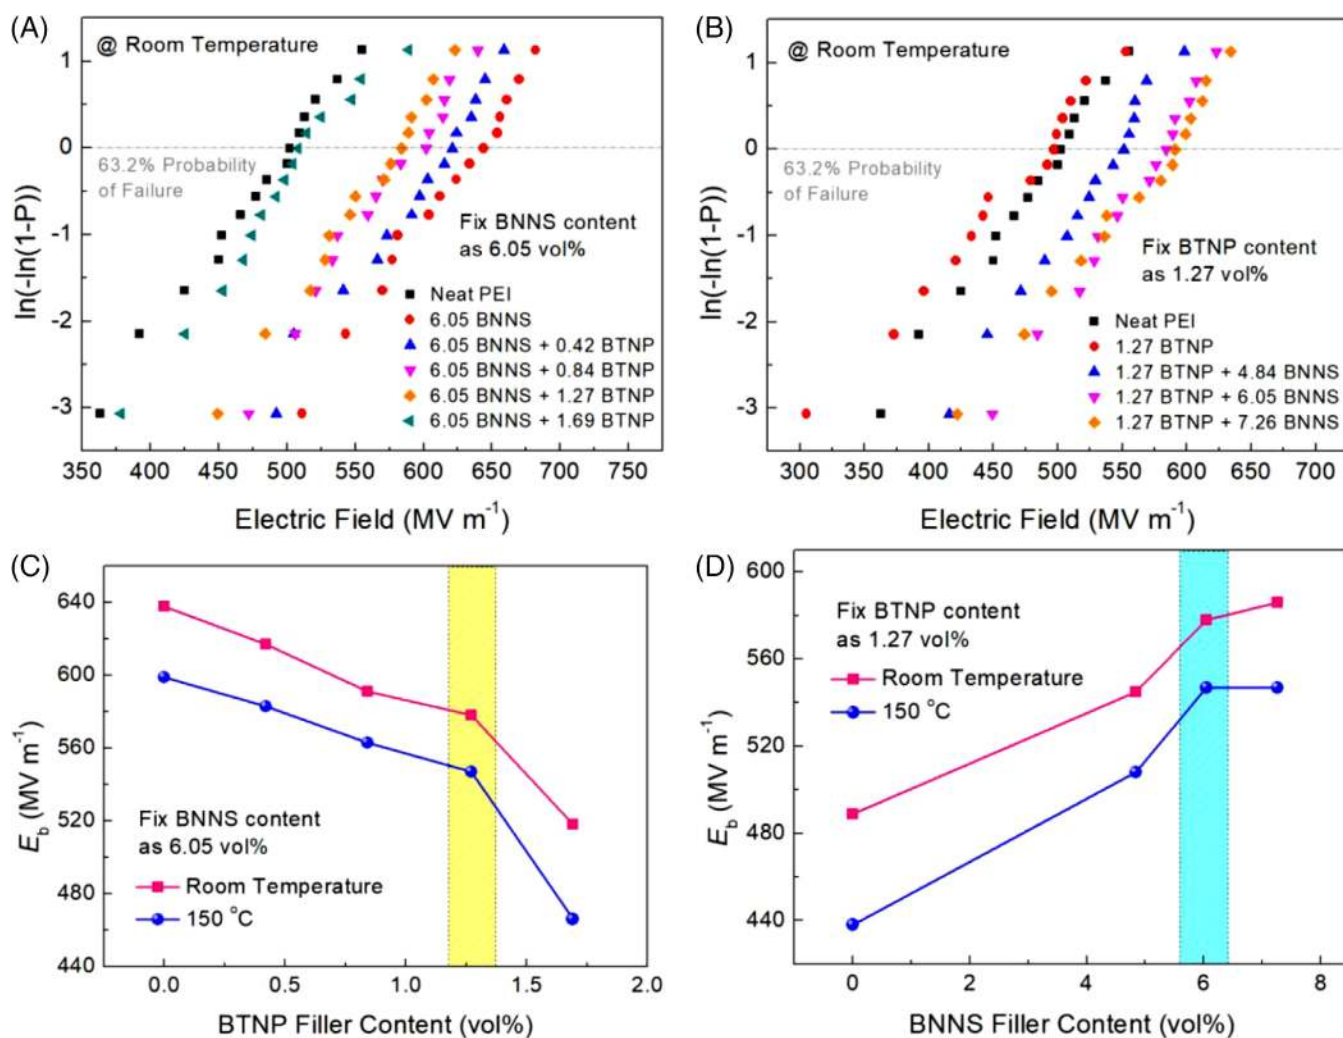 (A)
@ Room Temperature
63.2% Probability
of Failure
Fix BNNS content
as 6.05 vol%
Neat PEI
6.05 BNNS
6.05 BNNS + 0.42 BTNP
6.05 BNNS + 0.84 BTNP
6.05 BNNS + 1.27 BTNP
6.05 BNNS + 1.69 BTNP
ln(-ln(1-P))
1
0
-1
-2
-3
350 400 450 500 550 600 650 700 750
Electric Field (MV m⁻¹)
(B)
@ Room Temperature
63.2% Probability
of Failure
Fix BTNP content
as 1.27 vol%
Neat PEI
1.27 BTNP
1.27 BTNP + 4.84 BNNS
1.27 BTNP + 6.05 BNNS
1.27 BTNP + 7.26 BNNS
ln(-ln(1-P))
1
0
-1
-2
-3
300 350 400 450 500 550 600 650 700
Electric Field (MV m⁻¹)
(C)
640
600
560
520
480
440
E_b (MV m⁻¹)
Fix BNNS content
as 6.05 vol%
Room Temperature
150 °C
0.0 0.5 1.0 1.5 2.0
BTNP Filler Content (vol%)
(D)
600
560
520
480
440
E_b (MV m⁻¹)
Fix BTNP content
as 1.27 vol%
Room Temperature
150 °C
0 2 4 6 8
BNNS Filler Content (vol%)